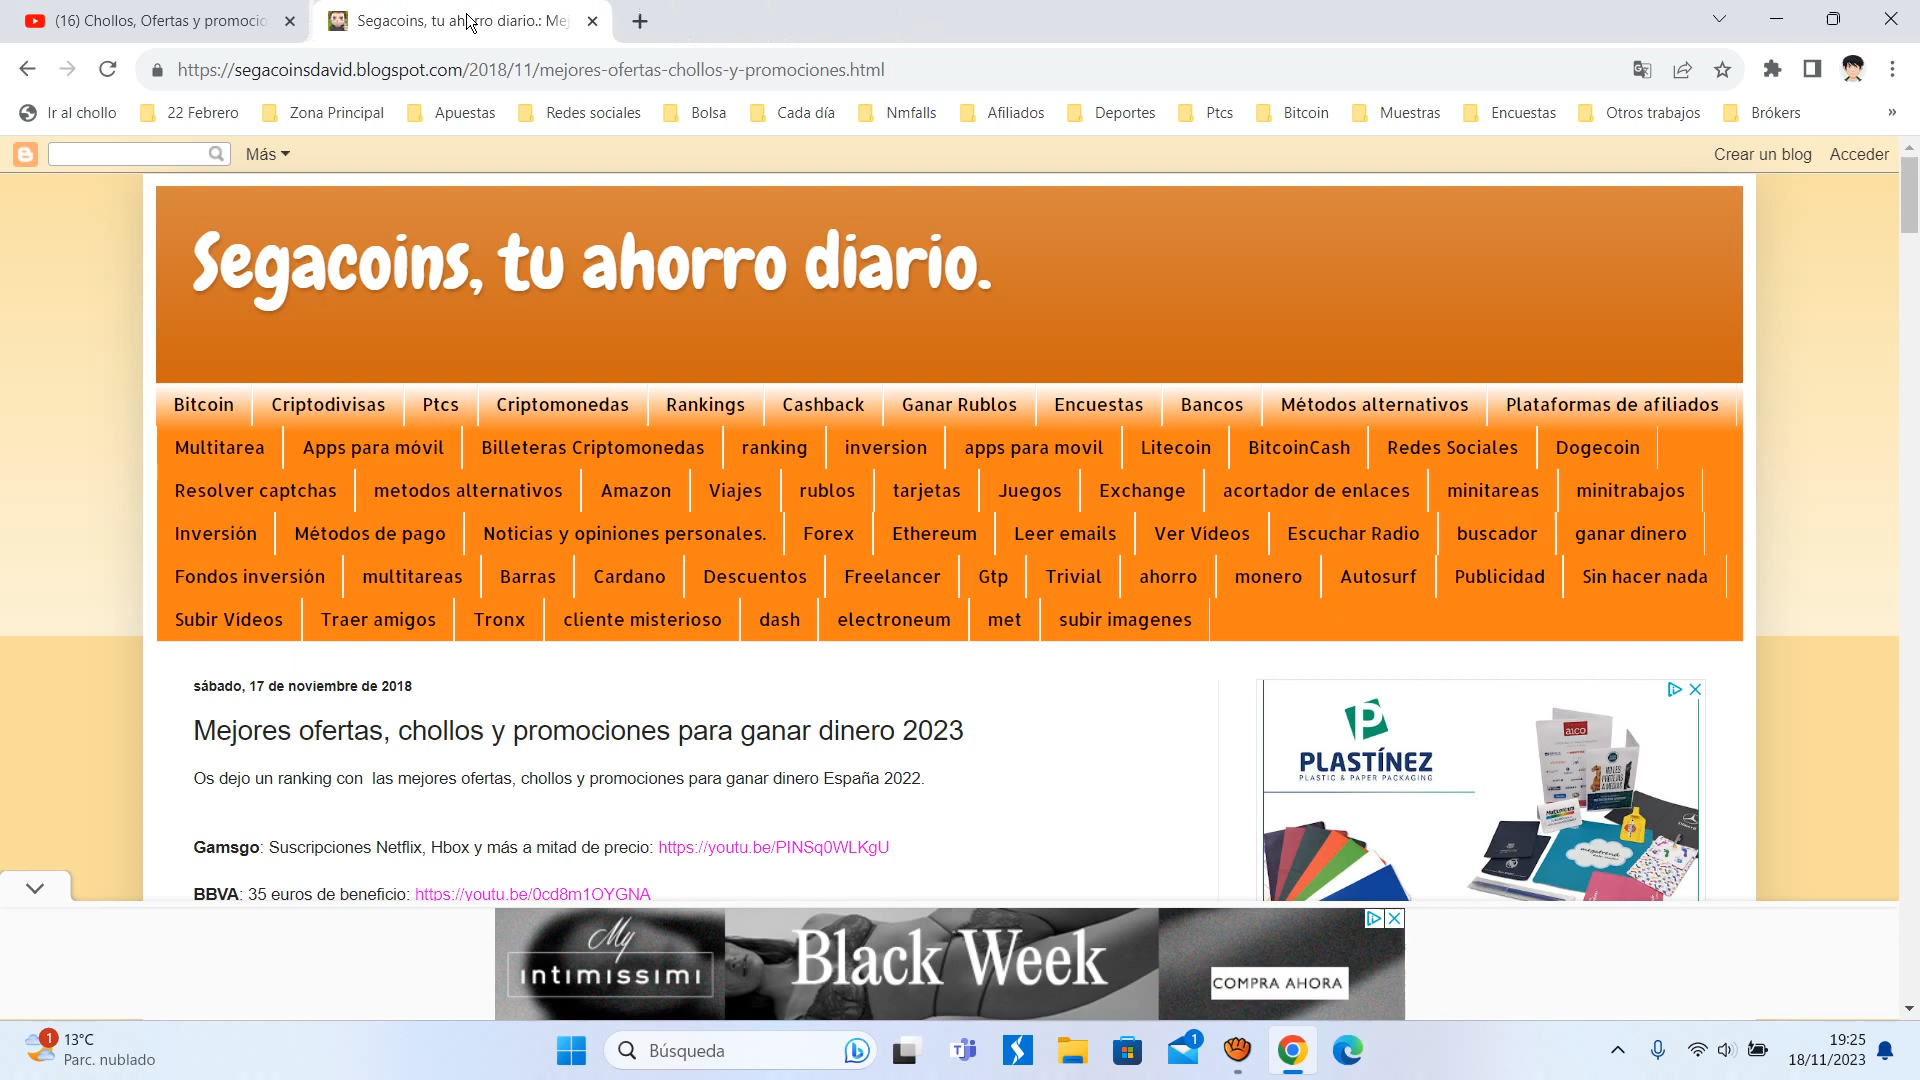 (16) Chollos, Ofertas y promocio
Segacoins, tu ahorro diario.: Me
https://segacoinsdavid.blogspot.com/2018/11/mejores-ofertas-chollos-y-promociones.html
Ir al chollo 22 Febrero Zona Principal Apuestas Redes sociales Bolsa Cada día Nmfalls Afiliados Deportes Ptcs Bitcoin Muestras Encuestas Otros trabajos Brókers »
Más Crear un blog Acceder
Segacoins, tu ahorro diario.
Bitcoin Criptodivisas Ptcs Criptomonedas Rankings Cashback Ganar Rublos Encuestas Bancos Métodos alternativos Plataformas de afiliados
Multitarea Apps para móvil Billeteras Criptomonedas ranking inversion apps para movil Litecoin BitcoinCash Redes Sociales Dogecoin
Resolver captchas metodos alternativos Amazon Viajes rublos tarjetas Juegos Exchange acortador de enlaces minitareas minitrabajos
Inversión Métodos de pago Noticias y opiniones personales. Forex Ethereum Leer emails Ver Vídeos Escuchar Radio buscador ganar dinero
Fondos inversión multitareas Barras Cardano Descuentos Freelancer Gtp Trivial ahorro monero Autosurf Publicidad Sin hacer nada
Subir Vídeos Traer amigos Tronx cliente misterioso dash electroneum met subir imagenes
sábado, 17 de noviembre de 2018
Mejores ofertas, chollos y promociones para ganar dinero 2023
Os dejo un ranking con las mejores ofertas, chollos y promociones para ganar dinero España 2022.
Gamsgo: Suscripciones Netflix, Hbox y más a mitad de precio: https://youtu.be/PINSq0WLKgU
BBVA: 35 euros de beneficio: https://youtu.be/0cd8m1OYGNA
PLASTÍNEZ
PLASTIC & PAPER PACKAGING
aico
megatrend
My
intimissimi
Black Week
COMPRA AHORA
1
13°C
Parc. nublado
Búsqueda
1
19:25
18/11/2023